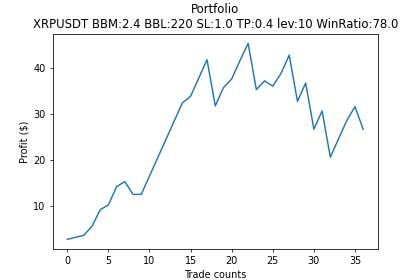 Portfolio
XRPUSDT BBM:2.4 BBL:220 SL:1.0 TP:0.4 lev:10 WinRatio:78.0
40
30
20
10
Profit ($)
0 5 10 15 20 25 30 35
Trade counts